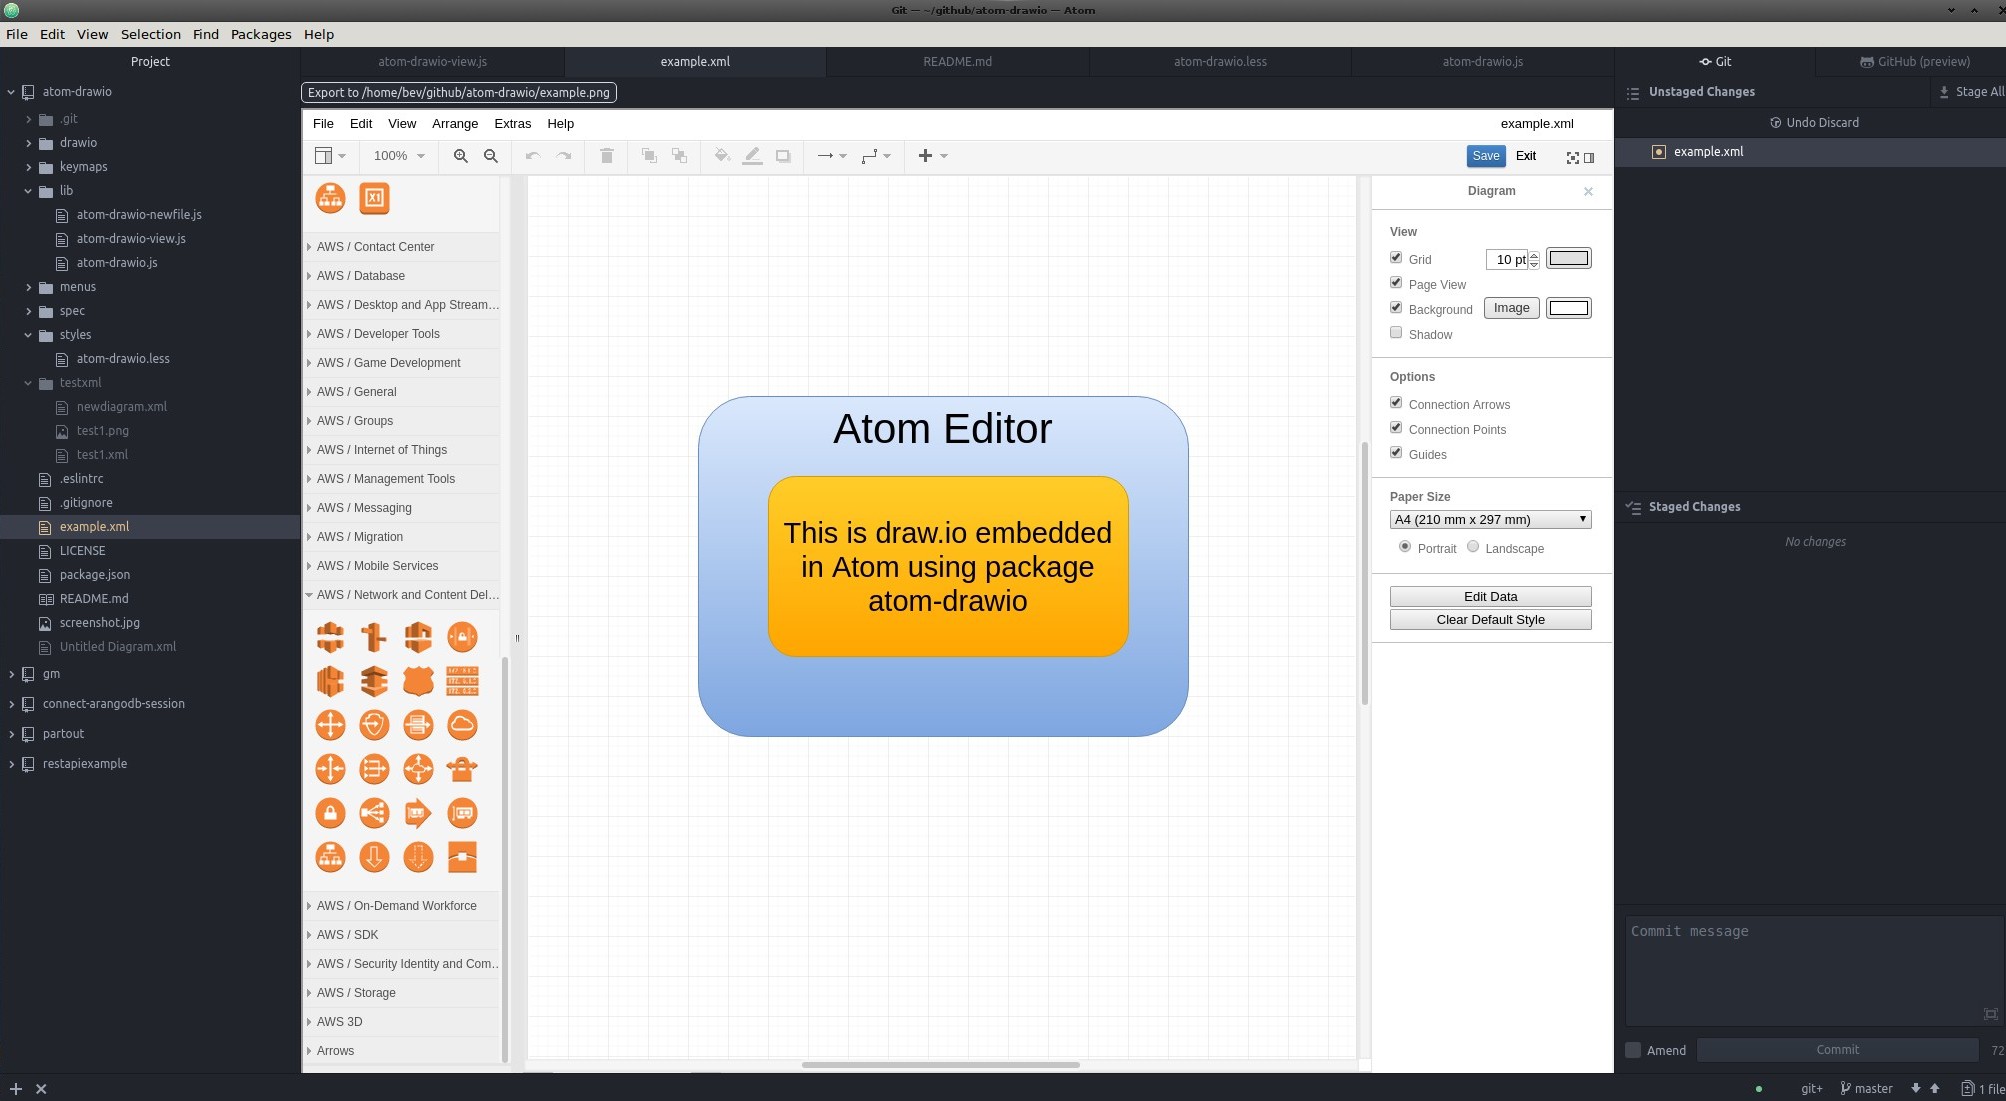 Git — ~/github/atom-drawio — Atom
File Edit View Selection Find Packages Help
Project
atom-drawio
.git
drawio
keymaps
lib
atom-drawio-newfile.js
atom-drawio-view.js
atom-drawio.js
menus
spec
styles
atom-drawio.less
testxml
newdiagram.xml
test1.png
test1.xml
.eslintrc
.gitignore
example.xml
LICENSE
package.json
README.md
screenshot.jpg
Untitled Diagram.xml
gm
connect-arangodb-session
partout
restapiexample
atom-drawio-view.js example.xml README.md atom-drawio.less atom-drawio.js
Export to /home/bev/github/atom-drawio/example.png
File Edit View Arrange Extras Help example.xml
100% Save Exit
X1
AWS / Contact Center
AWS / Database
AWS / Desktop and App Stream...
AWS / Developer Tools
AWS / Game Development
AWS / General
AWS / Groups
AWS / Internet of Things
AWS / Management Tools
AWS / Messaging
AWS / Migration
AWS / Mobile Services
AWS / Network and Content Del...
AWS / On-Demand Workforce
AWS / SDK
AWS / Security Identity and Com...
AWS / Storage
AWS 3D
Arrows
Atom Editor
This is draw.io embedded
in Atom using package
atom-drawio
Diagram
View
Grid 10 pt
Page View
Background Image
Shadow
Options
Connection Arrows
Connection Points
Guides
Paper Size
A4 (210 mm x 297 mm)
Portrait Landscape
Edit Data
Clear Default Style
Git GitHub (preview)
Unstaged Changes Stage All
Undo Discard
example.xml
Staged Changes
No changes
Commit message
Amend Commit 72
git+ master 1 file